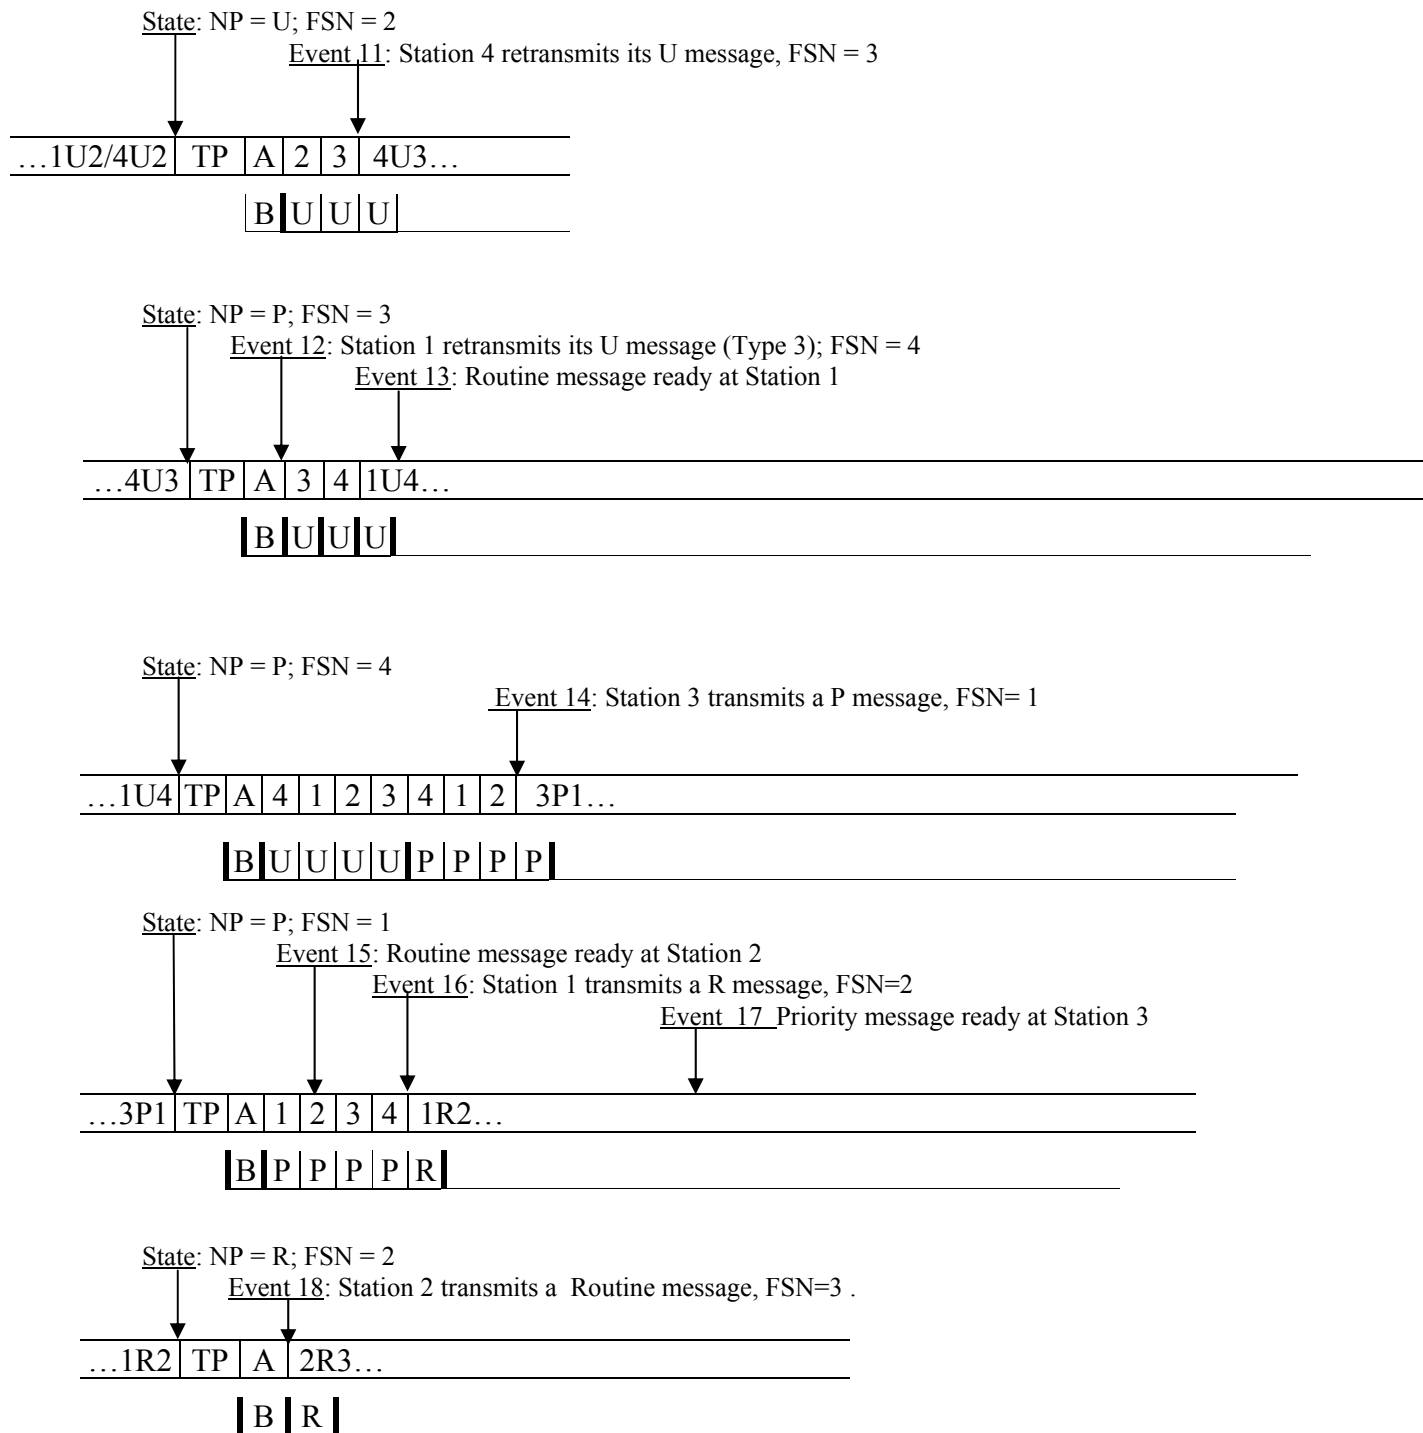 State: NP = U; FSN = 2
Event 11: Station 4 retransmits its U message, FSN = 3
…1U2/4U2 TP A 2 3 4U3…
B U U U
State: NP = P; FSN = 3
Event 12: Station 1 retransmits its U message (Type 3); FSN = 4
Event 13: Routine message ready at Station 1
…4U3 TP A 3 4 1U4…
B U U U
State: NP = P; FSN = 4
Event 14: Station 3 transmits a P message, FSN= 1
…1U4 TP A 4 1 2 3 4 1 2 3P1…
B U U U U P P P P
State: NP = P; FSN = 1
Event 15: Routine message ready at Station 2
Event 16: Station 1 transmits a R message, FSN=2
Event 17 Priority message ready at Station 3
…3P1 TP A 1 2 3 4 1R2…
B P P P P R
State: NP = R; FSN = 2
Event 18: Station 2 transmits a Routine message, FSN=3 .
…1R2 TP A 2R3…
B R